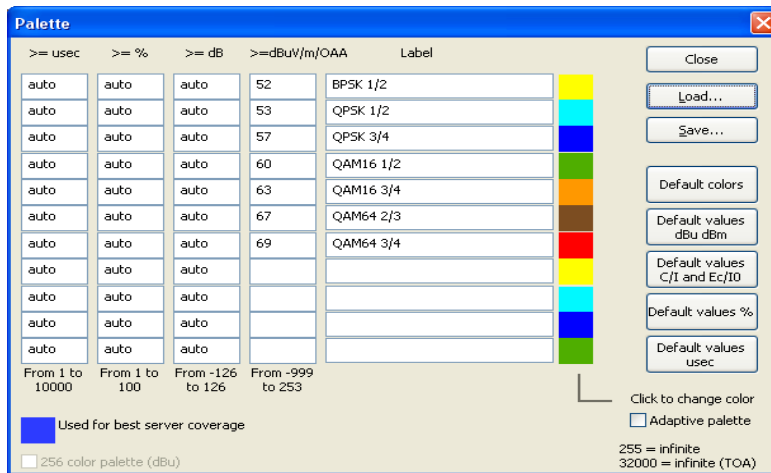 Palette
>= usec >= % >= dB >=dBuV/m/OAA Label
auto auto auto 52 BPSK 1/2
auto auto auto 53 QPSK 1/2
auto auto auto 57 QPSK 3/4
auto auto auto 60 QAM16 1/2
auto auto auto 63 QAM16 3/4
auto auto auto 67 QAM64 2/3
auto auto auto 69 QAM64 3/4
auto auto auto
auto auto auto
auto auto auto
auto auto auto
From 1 to From 1 to From -126 From -999
10000 100 to 126 to 253
Used for best server coverage
256 color palette (dBu)
Close
Load...
Save...
Default colors
Default values
dBu dBm
Default values
C/I and Ec/I0
Default values %
Default values
usec
Click to change color
Adaptive palette
255 = infinite
32000 = infinite (TOA)